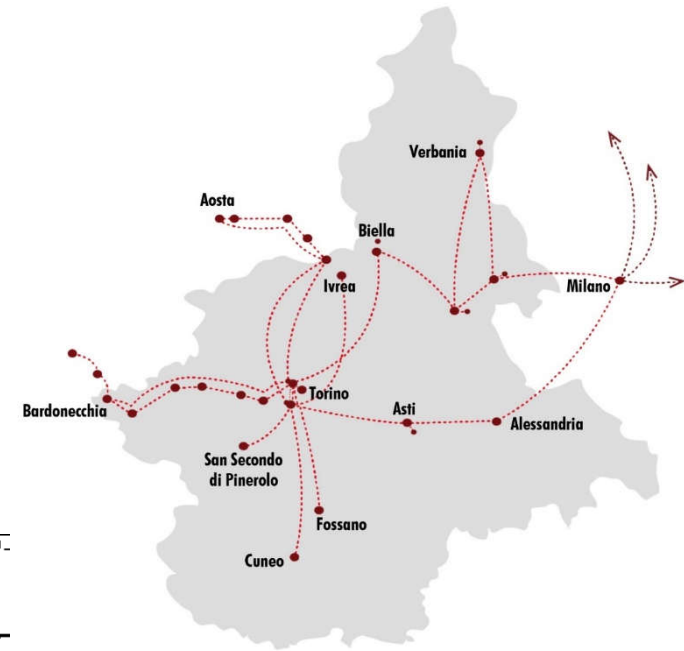 Verbania
Aosta
Biella
Ivrea
Milano
Torino
Bardonecchia
Asti
Alessandria
San Secondo
di Pinerolo
Fossano
Cuneo